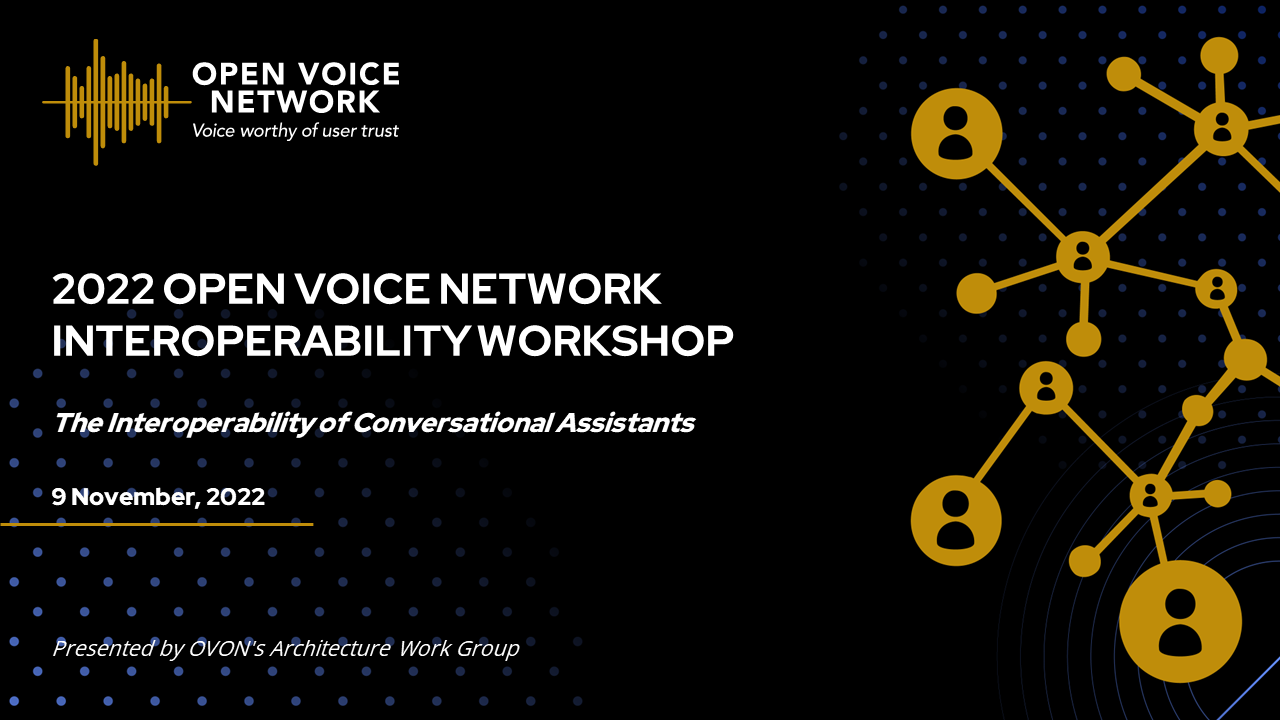 OPEN VOICE
NETWORK
Voice worthy of user trust
2022 OPEN VOICE NETWORK
INTEROPERABILITY WORKSHOP
The Interoperability of Conversational Assistants
9 November, 2022
Presented by OVON's Architecture Work Group